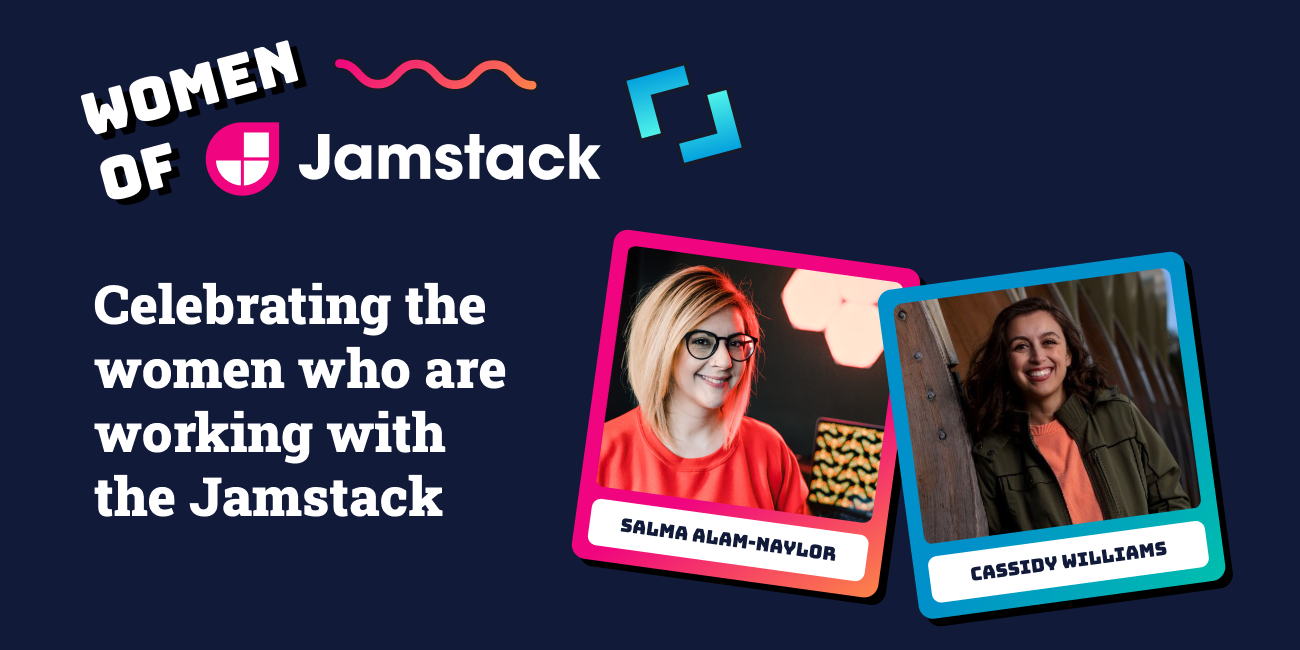 WOMEN
OF Jamstack
Celebrating the
women who are
working with
the Jamstack
SALMA ALAM-NAYLOR
CASSIDY WILLIAMS